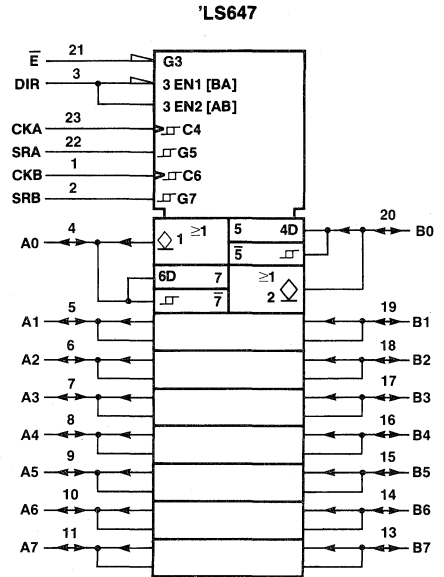 'LS647
E̅ 21 G3
DIR 3 3 EN1 [BA]
3 EN2 [AB]
CKA 23 C4
SRA 22 G5
CKB 1 C6
SRB 2 G7
A0 4 1 ≥1 5 4D 20 B0
5̅
6D 7 ≥1
7̅ 2
A1 5 19 B1
A2 6 18 B2
A3 7 17 B3
A4 8 16 B4
A5 9 15 B5
A6 10 14 B6
A7 11 13 B7